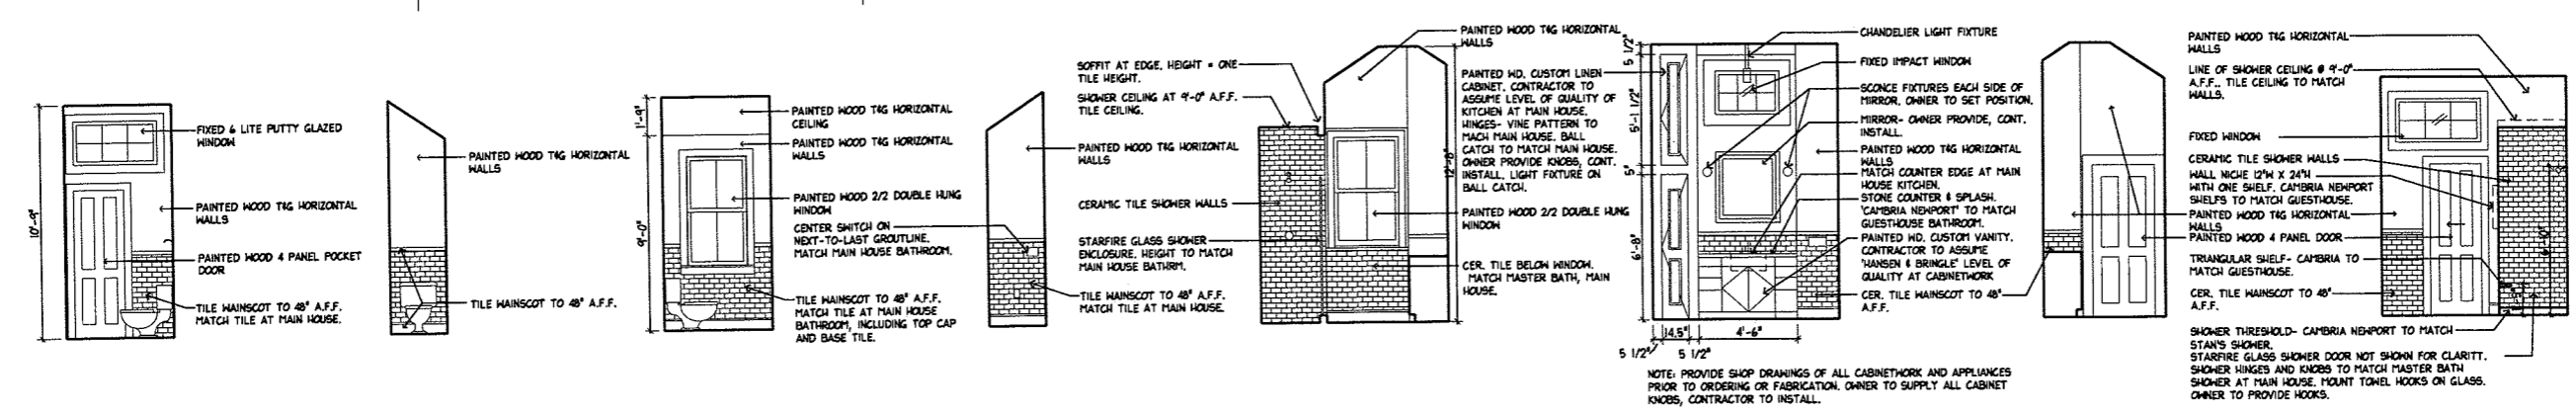 10'-9"
FIXED 6 LITE PUTTY GLAZED
WINDOW
PAINTED WOOD T&G HORIZONTAL
WALLS
PAINTED WOOD 4 PANEL POCKET
DOOR
TILE WAINSCOT TO 48" A.F.F.
MATCH TILE AT MAIN HOUSE.
PAINTED WOOD T&G HORIZONTAL
WALLS
TILE WAINSCOT TO 48" A.F.F.
1'-9"
9'-0"
PAINTED WOOD T&G HORIZONTAL
CEILING
PAINTED WOOD T&G HORIZONTAL
WALLS
PAINTED WOOD 2/2 DOUBLE HUNG
WINDOW
CENTER SWITCH ON
NEXT-TO-LAST GROUTLINE.
MATCH MAIN HOUSE BATHROOM.
TILE WAINSCOT TO 48" A.F.F.
MATCH TILE AT MAIN HOUSE
BATHROOM, INCLUDING TOP CAP
AND BASE TILE.
PAINTED WOOD T&G HORIZONTAL
WALLS
TILE WAINSCOT TO 48" A.F.F.
MATCH TILE AT MAIN HOUSE.
SOFFIT AT EDGE. HEIGHT = ONE
TILE HEIGHT.
SHOWER CEILING AT 9'-0" A.F.F.
TILE CEILING.
CERAMIC TILE SHOWER WALLS
STARFIRE GLASS SHOWER
ENCLOSURE. HEIGHT TO MATCH
MAIN HOUSE BATHRM.
PAINTED WOOD T&G HORIZONTAL
WALLS
12'-8"
PAINTED WD. CUSTOM LINEN
CABINET. CONTRACTOR TO
ASSUME LEVEL OF QUALITY OF
KITCHEN AT MAIN HOUSE.
HINGES- VINE PATTERN TO
MACH MAIN HOUSE. BALL
CATCH TO MATCH MAIN HOUSE.
OWNER PROVIDE KNOBS, CONT.
INSTALL. LIGHT FIXTURE ON
BALL CATCH.
PAINTED WOOD 2/2 DOUBLE HUNG
WINDOW
CER. TILE BELOW WINDOW.
MATCH MASTER BATH, MAIN
HOUSE.
5 1/2"
5'-1 1/2"
5"
6'-8"
14.5"
4'-6"
5 1/2"
5 1/2"
CHANDELIER LIGHT FIXTURE
FIXED IMPACT WINDOW
SCONCE FIXTURES EACH SIDE OF
MIRROR. OWNER TO SET POSITION.
MIRROR- OWNER PROVIDE, CONT.
INSTALL.
PAINTED WOOD T&G HORIZONTAL
WALLS
MATCH COUNTER EDGE AT MAIN
HOUSE KITCHEN.
STONE COUNTER & SPLASH.
'CAMBRIA NEWPORT' TO MATCH
GUESTHOUSE BATHROOM.
PAINTED WD. CUSTOM VANITY.
CONTRACTOR TO ASSUME
'HANSEN & BRINGLE' LEVEL OF
QUALITY AT CABINETWORK
CER. TILE WAINSCOT TO 48"
A.F.F.
NOTE: PROVIDE SHOP DRAWINGS OF ALL CABINETWORK AND APPLIANCES
PRIOR TO ORDERING OR FABRICATION. OWNER TO SUPPLY ALL CABINET
KNOBS, CONTRACTOR TO INSTALL.
PAINTED WOOD T&G HORIZONTAL
WALLS
LINE OF SHOWER CEILING @ 9'-0"
A.F.F.. TILE CEILING TO MATCH
WALLS.
FIXED WINDOW
CERAMIC TILE SHOWER WALLS
WALL NICHE 12"W X 24"H
WITH ONE SHELF. CAMBRIA NEWPORT
SHELFS TO MATCH GUESTHOUSE.
PAINTED WOOD T&G HORIZONTAL
WALLS
PAINTED WOOD 4 PANEL DOOR
TRIANGULAR SHELF- CAMBRIA TO
MATCH GUESTHOUSE.
CER. TILE WAINSCOT TO 48"
A.F.F.
SHOWER THRESHOLD- CAMBRIA NEWPORT TO MATCH
STAN'S SHOWER.
STARFIRE GLASS SHOWER DOOR NOT SHOWN FOR CLARITY.
SHOWER HINGES AND KNOBS TO MATCH MASTER BATH
SHOWER AT MAIN HOUSE. MOUNT TOWEL HOOKS ON GLASS.
OWNER TO PROVIDE HOOKS.